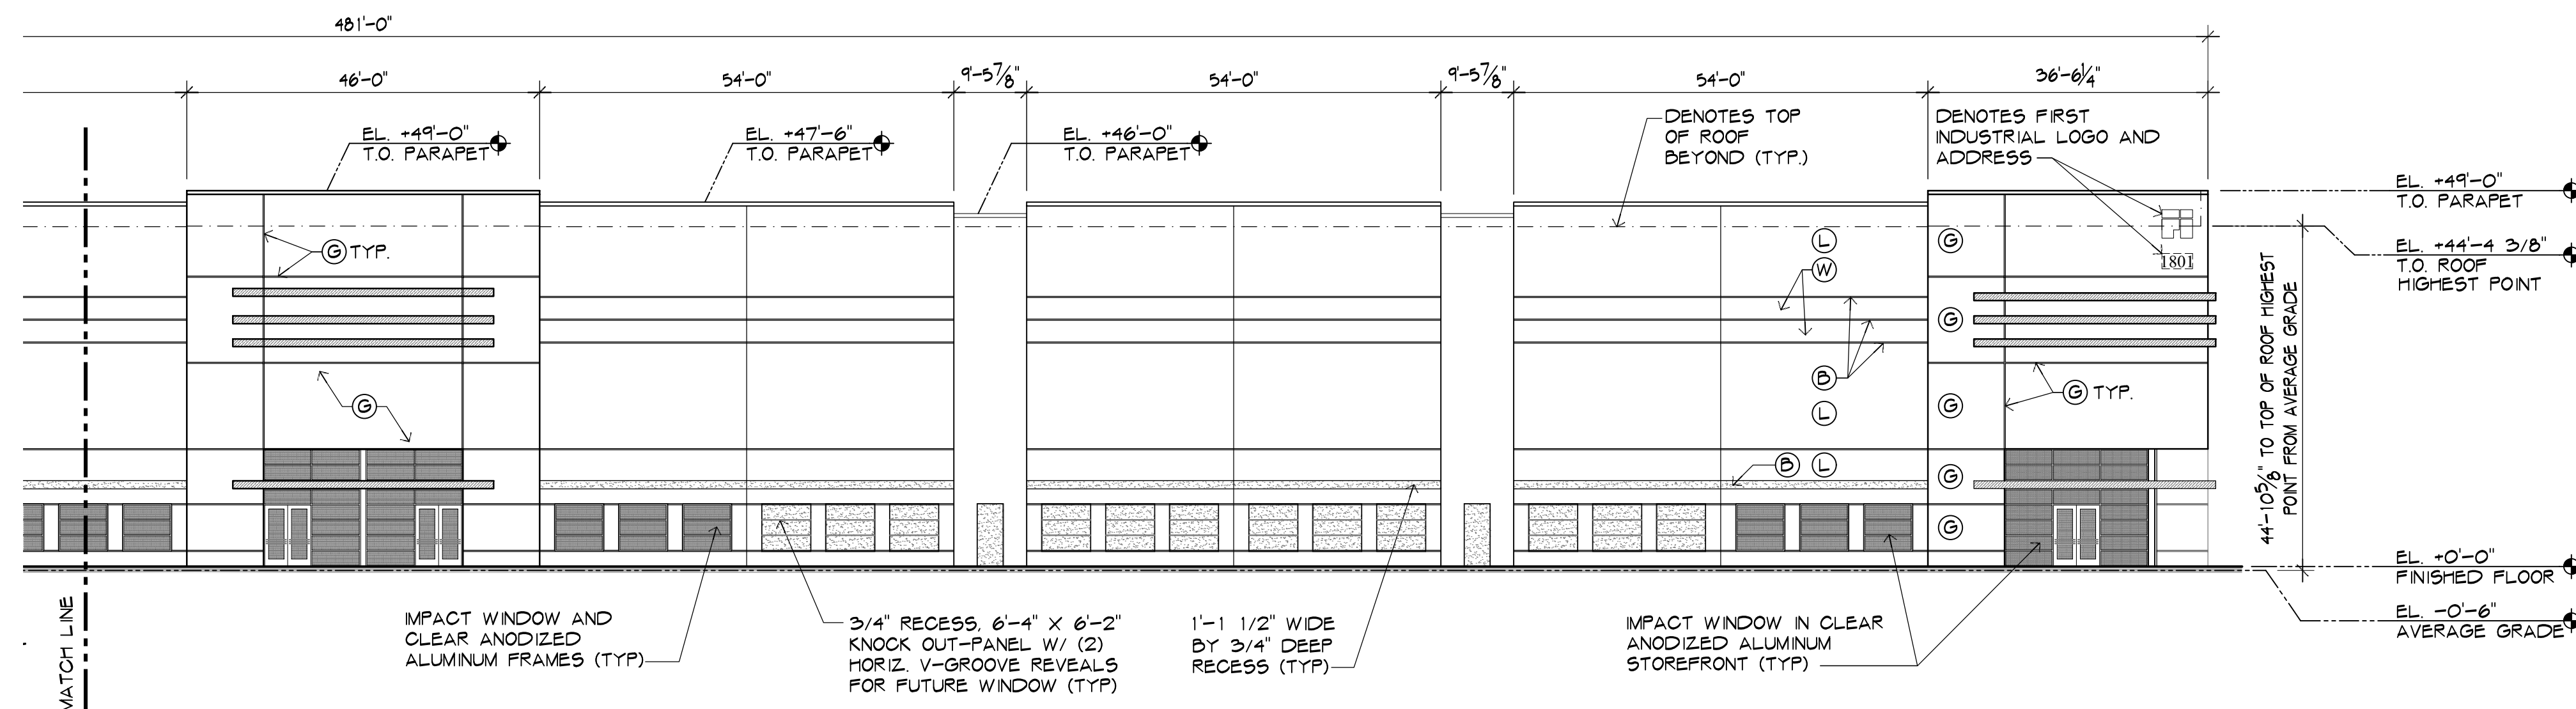 481'-0"
46'-0"
54'-0"
9'-5 7/8"
54'-0"
9'-5 7/8"
54'-0"
36'-6 1/4"
EL. +49'-0"
T.O. PARAPET
EL. +47'-6"
T.O. PARAPET
EL. +46'-0"
T.O. PARAPET
DENOTES TOP
OF ROOF
BEYOND (TYP.)
DENOTES FIRST
INDUSTRIAL LOGO AND
ADDRESS
EL. +49'-0"
T.O. PARAPET
EL. +44'-4 3/8"
T.O. ROOF
HIGHEST POINT
G TYP.
L
W
B
L
B L
G
G
G
G
G
G
1801
G TYP.
44'-10 5/8" TO TOP OF ROOF HIGHEST
POINT FROM AVERAGE GRADE
EL. +0'-0"
FINISHED FLOOR
EL. -0'-6"
AVERAGE GRADE
MATCH LINE
IMPACT WINDOW AND
CLEAR ANODIZED
ALUMINUM FRAMES (TYP)
3/4" RECESS, 6'-4" X 6'-2"
KNOCK OUT-PANEL W/ (2)
HORIZ. V-GROOVE REVEALS
FOR FUTURE WINDOW (TYP)
1'-1 1/2" WIDE
BY 3/4" DEEP
RECESS (TYP)
IMPACT WINDOW IN CLEAR
ANODIZED ALUMINUM
STOREFRONT (TYP)